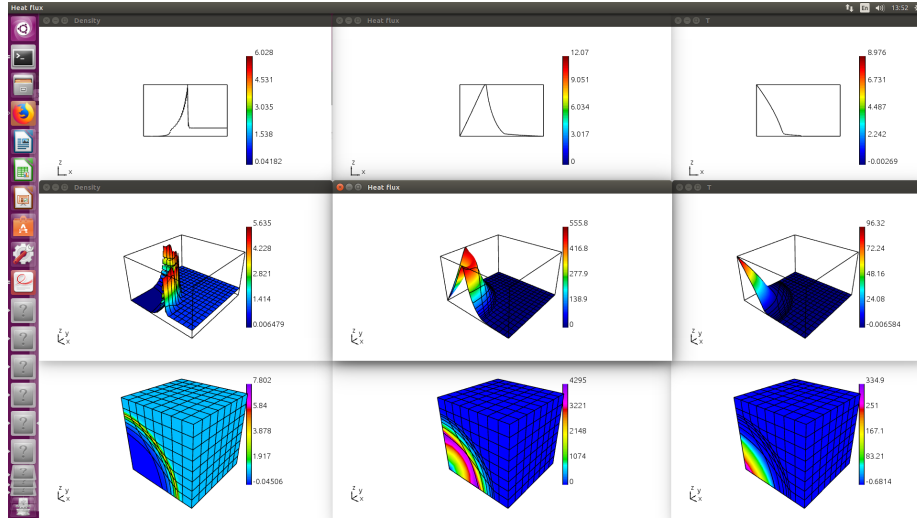 Heat flux
En
13:52
Density
Heat flux
T
6.028
4.531
3.035
1.538
0.04182
z
x
12.07
9.051
6.034
3.017
0
z
x
8.976
6.731
4.487
2.242
-0.00269
z
x
Density
Heat flux
T
5.635
4.228
2.821
1.414
0.006479
z
y
x
555.8
416.8
277.9
138.9
0
z
y
x
96.32
72.24
48.16
24.08
-0.006584
z
y
x
7.802
5.84
3.878
1.917
-0.04506
z
y
x
4295
3221
2148
1074
0
z
y
x
334.9
251
167.1
83.21
-0.6814
z
y
x